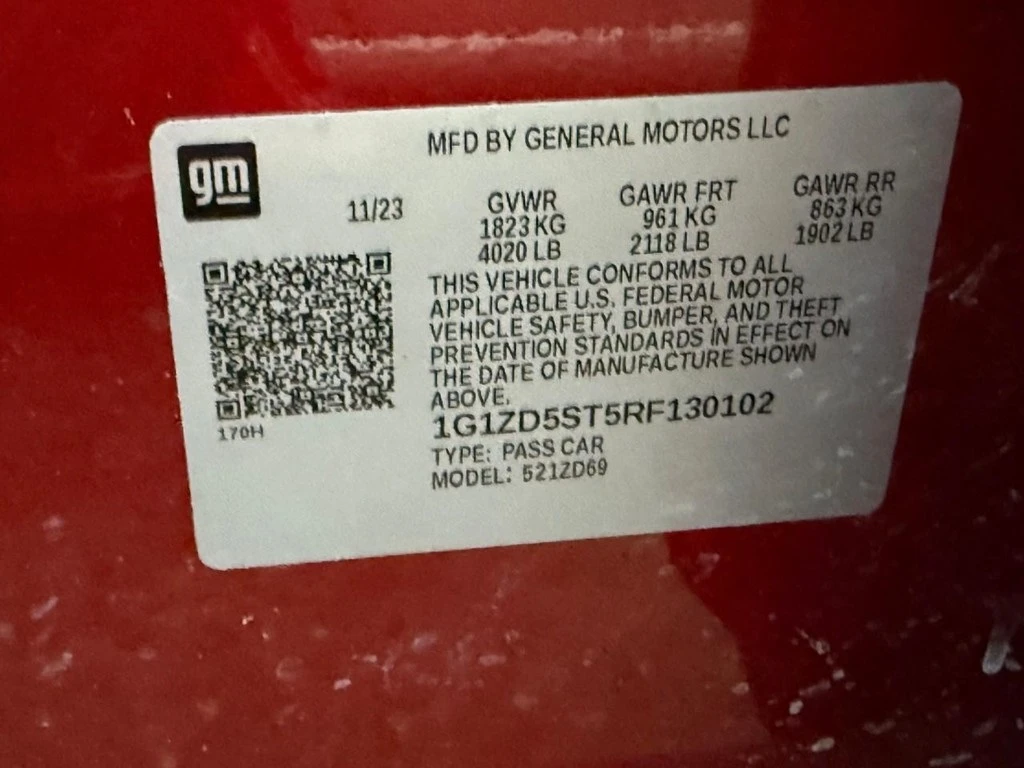 gm
MFD BY GENERAL MOTORS LLC
11/23
GVWR GAWR FRT GAWR RR
1823 KG 961 KG 863 KG
4020 LB 2118 LB 1902 LB
THIS VEHICLE CONFORMS TO ALL
APPLICABLE U.S. FEDERAL MOTOR
VEHICLE SAFETY, BUMPER, AND THEFT
PREVENTION STANDARDS IN EFFECT ON
THE DATE OF MANUFACTURE SHOWN
ABOVE.
170H
1G1ZD5ST5RF130102
TYPE: PASS CAR
MODEL: 521ZD69